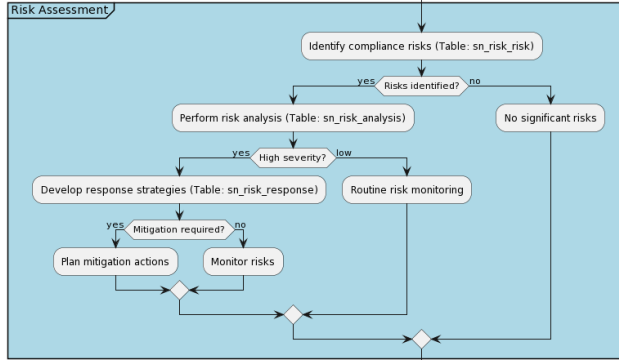 Risk Assessment
Identify compliance risks (Table: sn_risk_risk)
yes
Risks identified?
no
Perform risk analysis (Table: sn_risk_analysis)
No significant risks
yes
High severity?
low
Develop response strategies (Table: sn_risk_response)
Routine risk monitoring
yes
Mitigation required?
no
Plan mitigation actions
Monitor risks